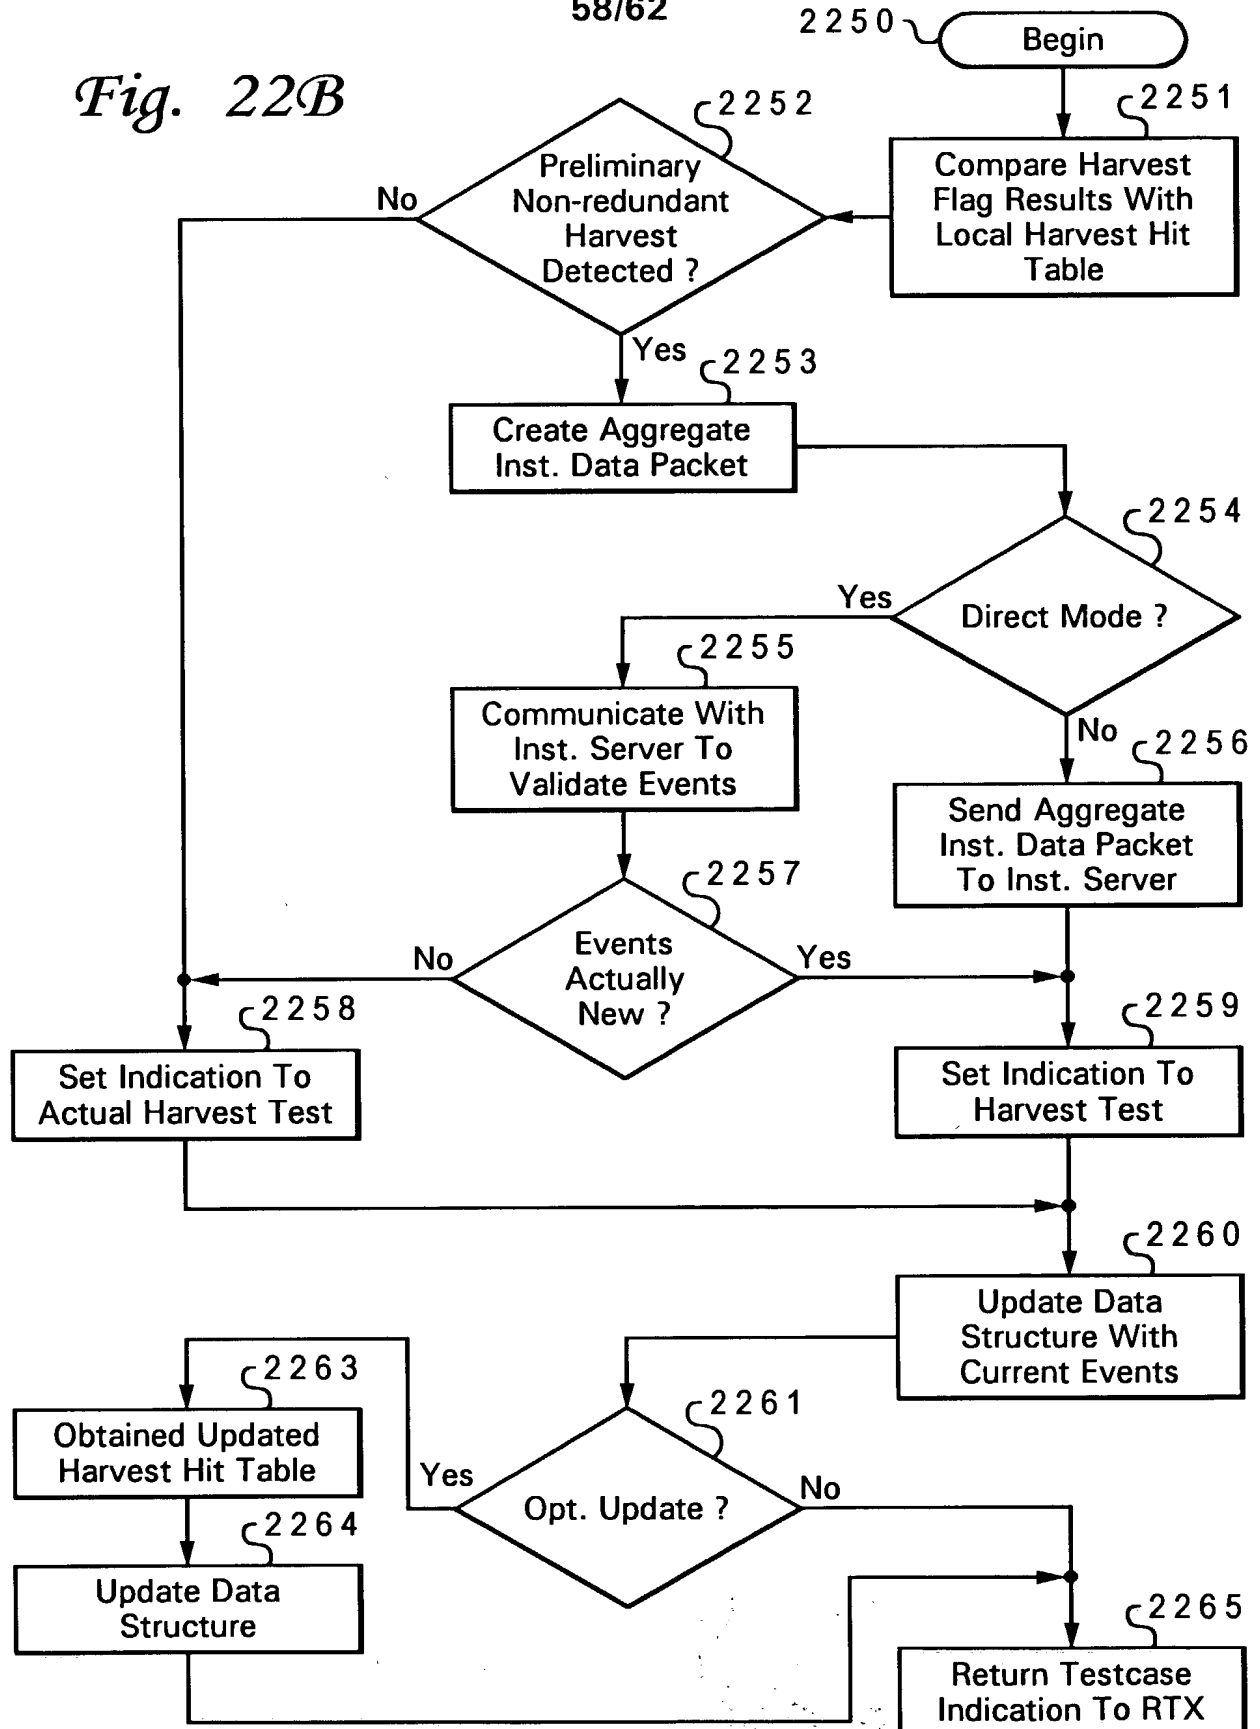 58/62
Fig. 22B
2250
Begin
2251
Compare Harvest
Flag Results With
Local Harvest Hit
Table
2252
Preliminary
Non-redundant
Harvest
Detected ?
No
Yes
2253
Create Aggregate
Inst. Data Packet
2254
Direct Mode ?
Yes
No
2255
Communicate With
Inst. Server To
Validate Events
2256
Send Aggregate
Inst. Data Packet
To Inst. Server
2257
Events
Actually
New ?
No
Yes
2258
Set Indication To
Actual Harvest Test
2259
Set Indication To
Harvest Test
2260
Update Data
Structure With
Current Events
2261
Opt. Update ?
Yes
No
2263
Obtained Updated
Harvest Hit Table
2264
Update Data
Structure
2265
Return Testcase
Indication To RTX